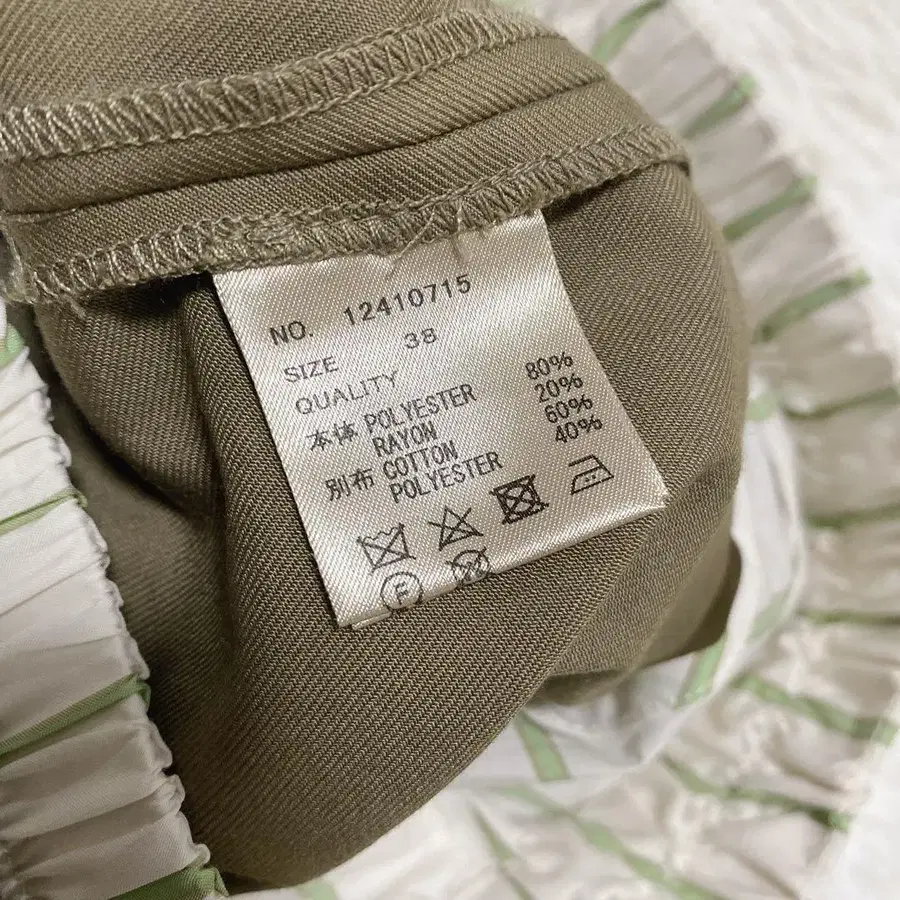 NO. 12410715
SIZE 38
QUALITY
本体 POLYESTER 80%
RAYON 20%
別布 COTTON 60%
POLYESTER 40%
F